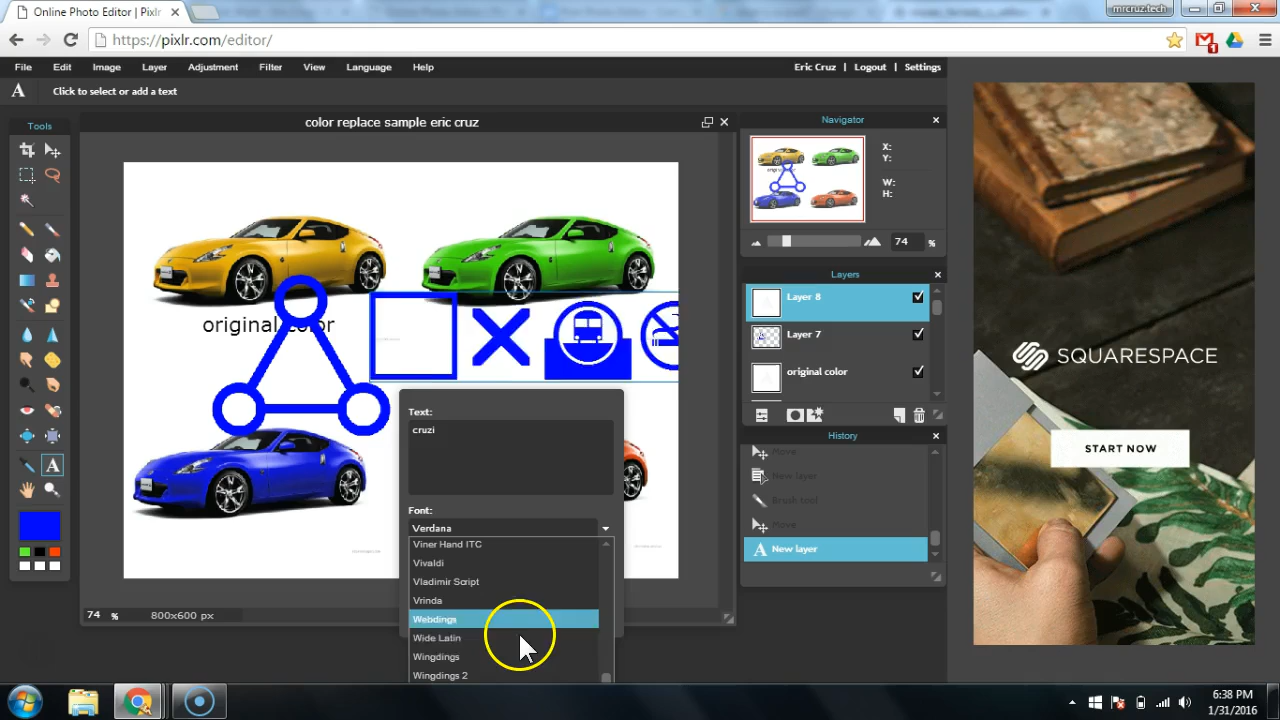 Online Photo Editor | Pixlr
mrcruz.tech
https://pixlr.com/editor/
1
File Edit Image Layer Adjustment Filter View Language Help
Eric Cruz | Logout | Settings
A Click to select or add a text
Tools
color replace sample eric cruz
Navigator
X:
Y:
W:
H:
74 %
original color
Layers
Layer 8
Layer 7
original color
Text:
cruzi
Font:
Verdana
Viner Hand ITC
Vivaldi
Vladimir Script
Vrinda
Webdings
Wide Latin
Wingdings
Wingdings 2
History
Move
New layer
Brush tool
Move
A New layer
A
74 % 800x600 px
SQUARESPACE
START NOW
6:38 PM
1/31/2016